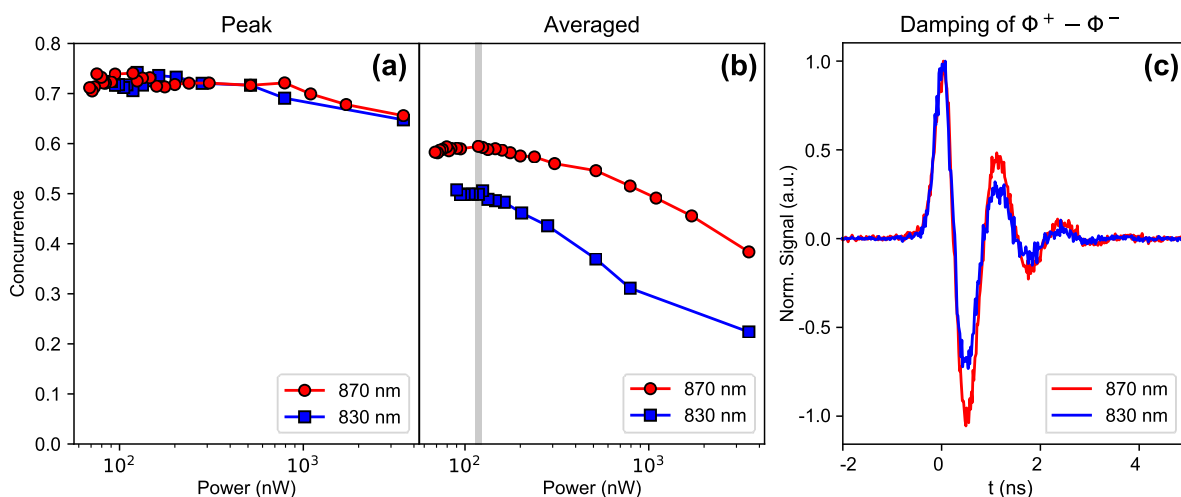 Peak
Averaged
Damping of Φ⁺ − Φ⁻
(a)
(b)
(c)
Concurrence
0.8
0.7
0.6
0.5
0.4
0.3
0.2
0.1
0.0
870 nm
830 nm
10² 10³
Power (nW)
870 nm
830 nm
10² 10³
Power (nW)
Norm. Signal (a.u.)
1.0
0.5
0.0
-0.5
-1.0
870 nm
830 nm
-2 0 2 4
t (ns)